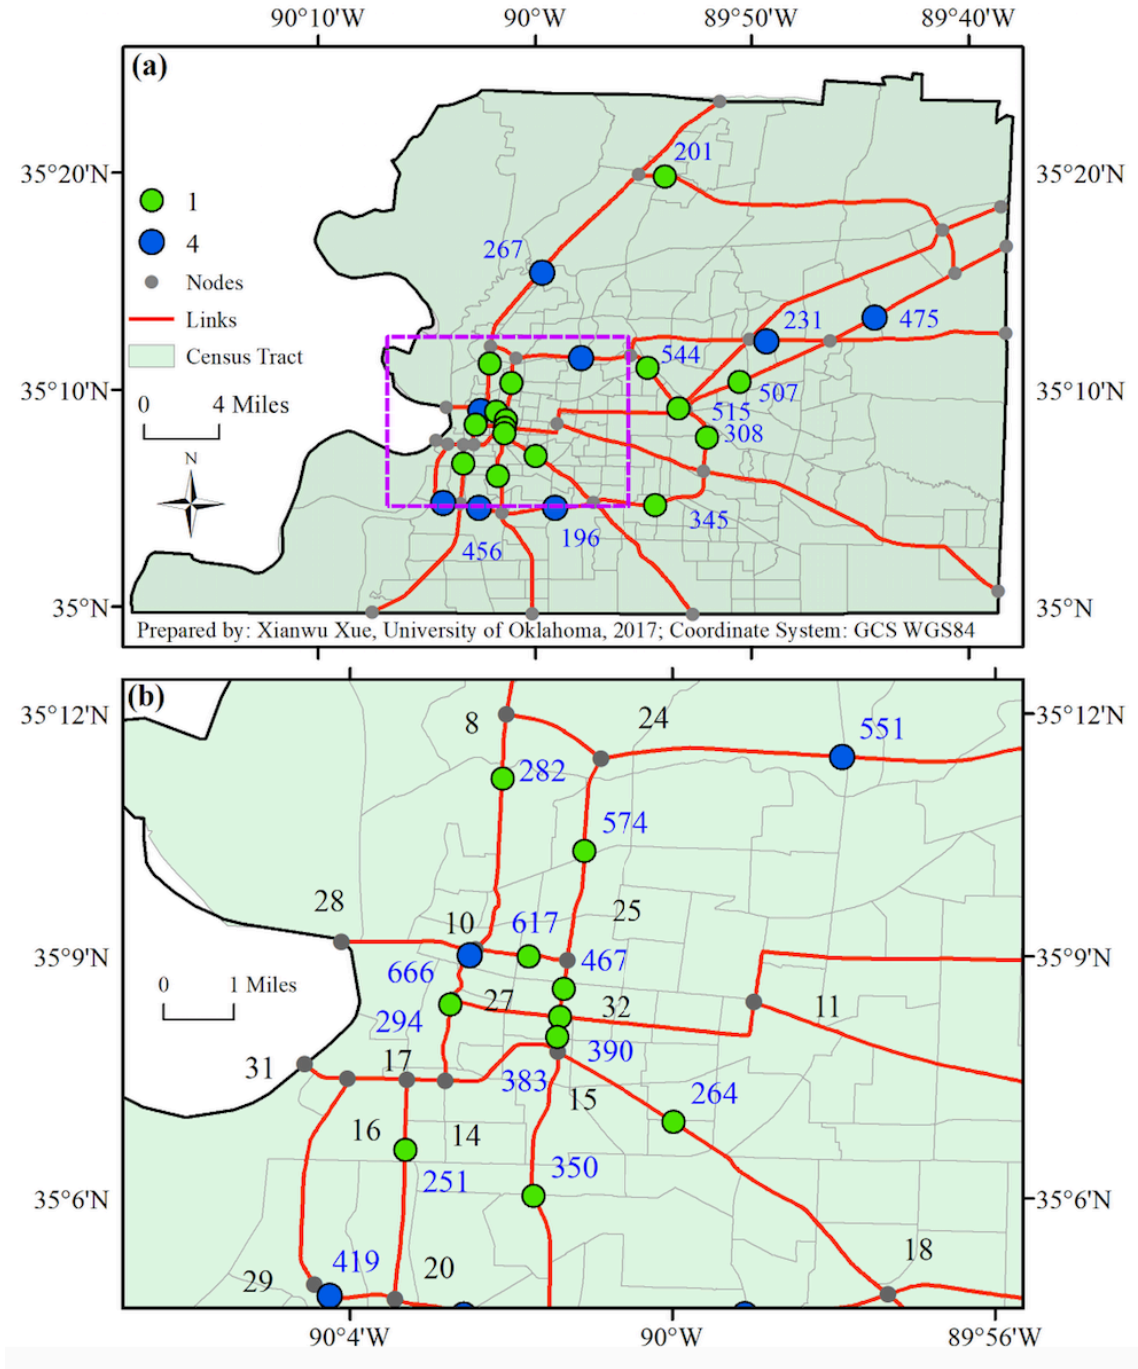 90°10'W 90°W 89°50'W 89°40'W
(a)
201
35°20'N 35°20'N
1
4
267
Nodes
Links
231 475
Census Tract
544
35°10'N 507 35°10'N
0 4 Miles
515
308
N
345
196
456
35°N 35°N
Prepared by: Xianwu Xue, University of Oklahoma, 2017; Coordinate System: GCS WGS84
(b)
35°12'N 8 24 35°12'N
551
282
574
28 25
10 617
35°9'N 467 35°9'N
666
0 1 Miles
27 32 11
294
390
31 17
383
15 264
16 14
350
251
35°6'N 35°6'N
18
419
29 20
90°4'W 90°W 89°56'W